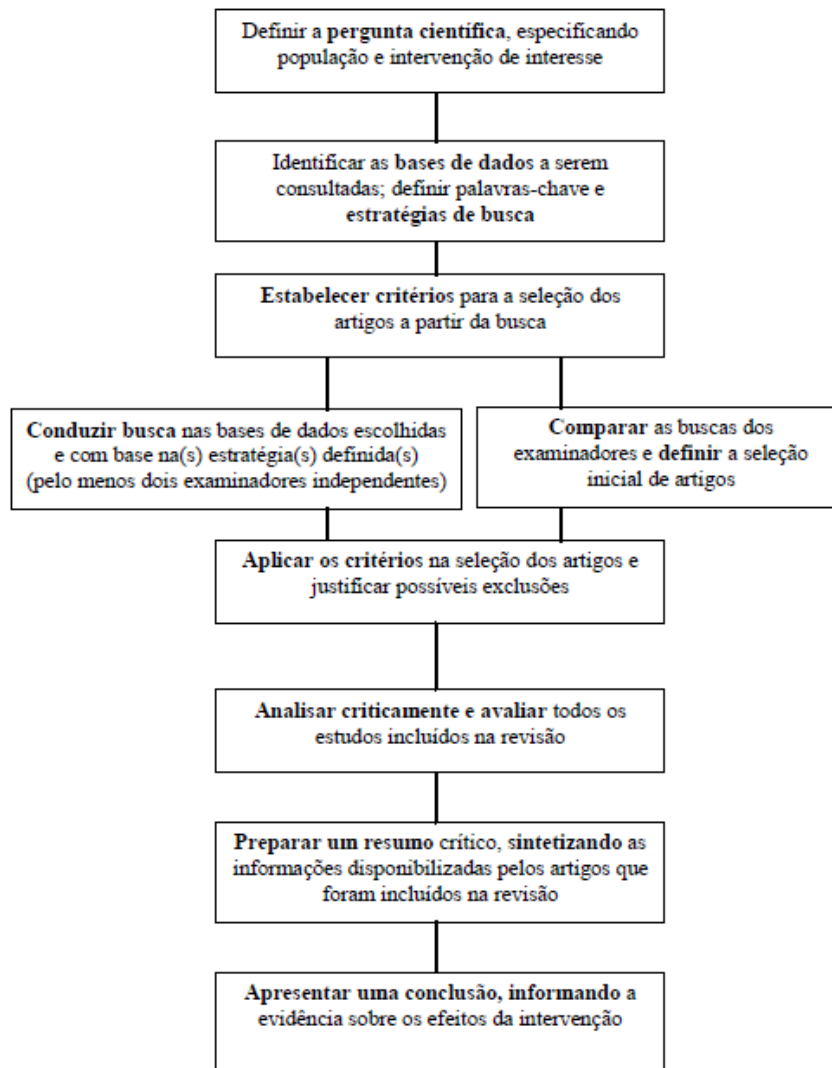 Definir a pergunta científica, especificando
população e intervenção de interesse
Identificar as bases de dados a serem
consultadas; definir palavras-chave e
estratégias de busca
Estabelecer critérios para a seleção dos
artigos a partir da busca
Conduzir busca nas bases de dados escolhidas
e com base na(s) estratégia(s) definida(s)
(pelo menos dois examinadores independentes)
Comparar as buscas dos
examinadores e definir a seleção
inicial de artigos
Aplicar os critérios na seleção dos artigos e
justificar possíveis exclusões
Analisar criticamente e avaliar todos os
estudos incluídos na revisão
Preparar um resumo crítico, sintetizando as
informações disponibilizadas pelos artigos que
foram incluídos na revisão
Apresentar uma conclusão, informando a
evidência sobre os efeitos da intervenção